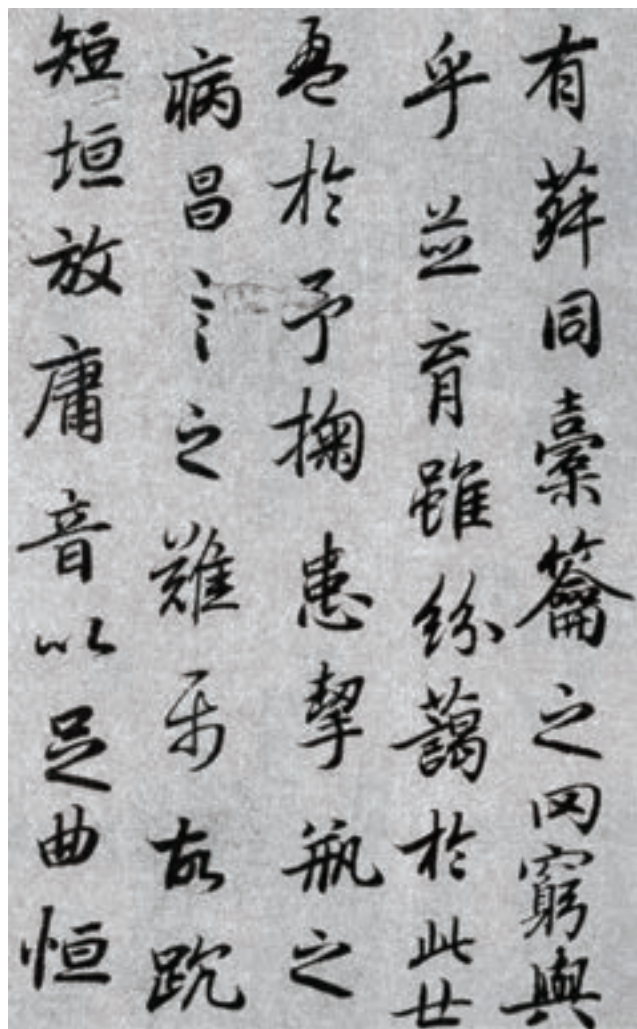 有菽同橐籥之罔窮與
乎並育雖紛藹於此世
盈於予掬患挈瓶之
病昌言之難屬故踸
短垣放庸音以足曲恒